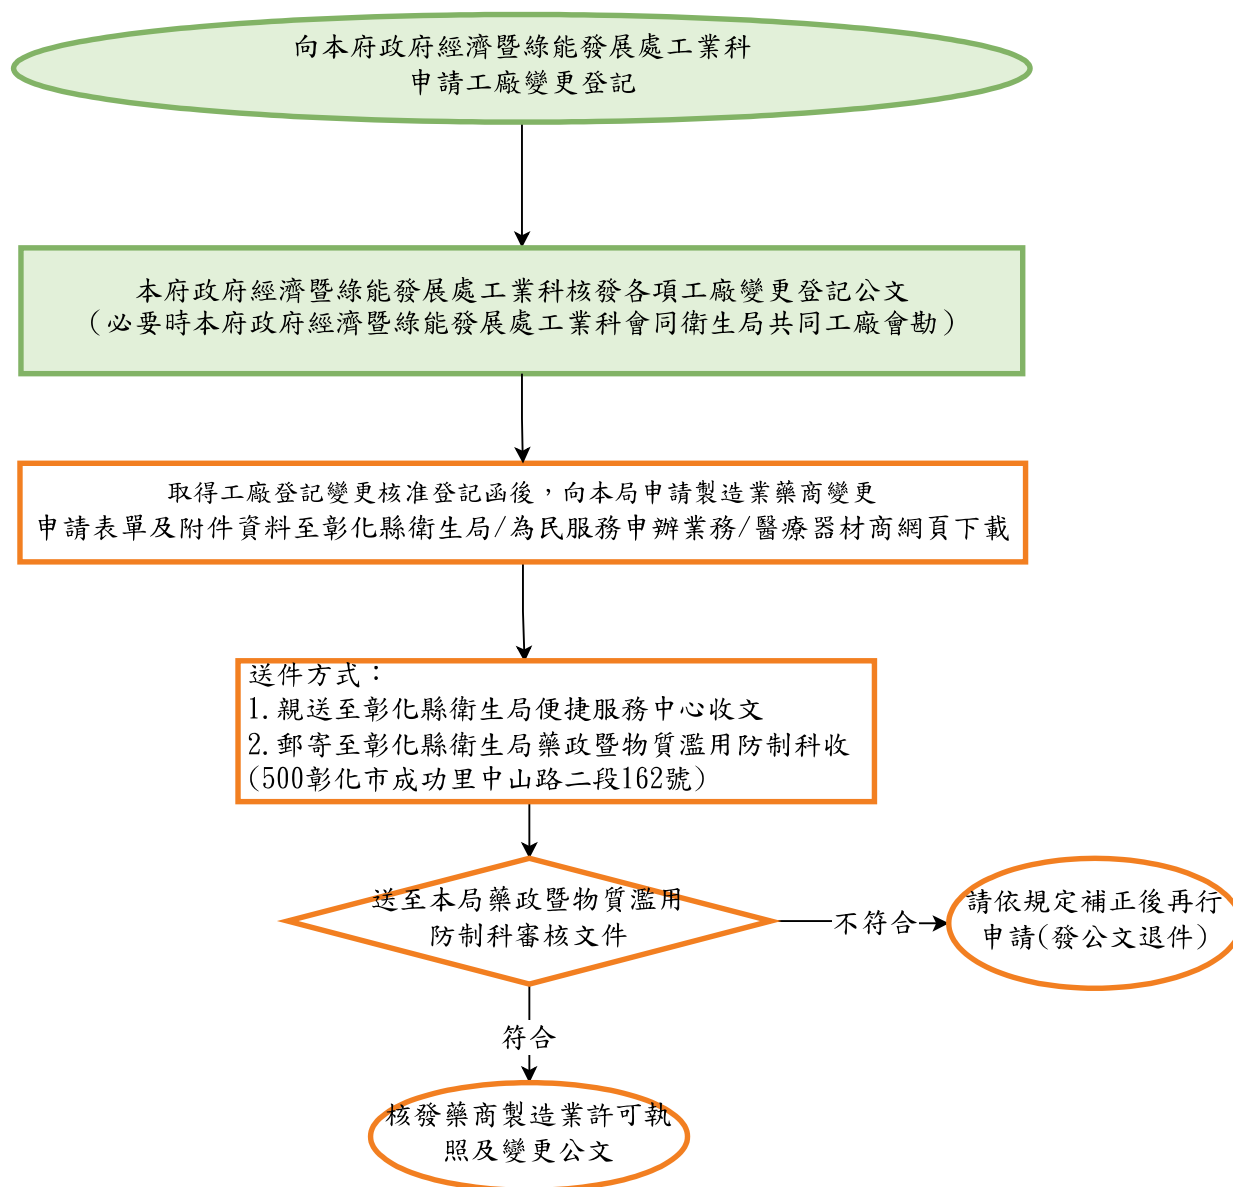 向本府政府經濟暨綠能發展處工業科
申請工廠變更登記
本府政府經濟暨綠能發展處工業科核發各項工廠變更登記公文
（必要時本府政府經濟暨綠能發展處工業科會同衛生局共同工廠會勘）
取得工廠登記變更核准登記函後，向本局申請製造業藥商變更
申請表單及附件資料至彰化縣衛生局/為民服務申辦業務/醫療器材商網頁下載
送件方式：
1.親送至彰化縣衛生局便捷服務中心收文
2.郵寄至彰化縣衛生局藥政暨物質濫用防制科收
(500彰化市成功里中山路二段162號)
送至本局藥政暨物質濫用
防制科審核文件
不符合
請依規定補正後再行
申請(發公文退件)
符合
核發藥商製造業許可執
照及變更公文